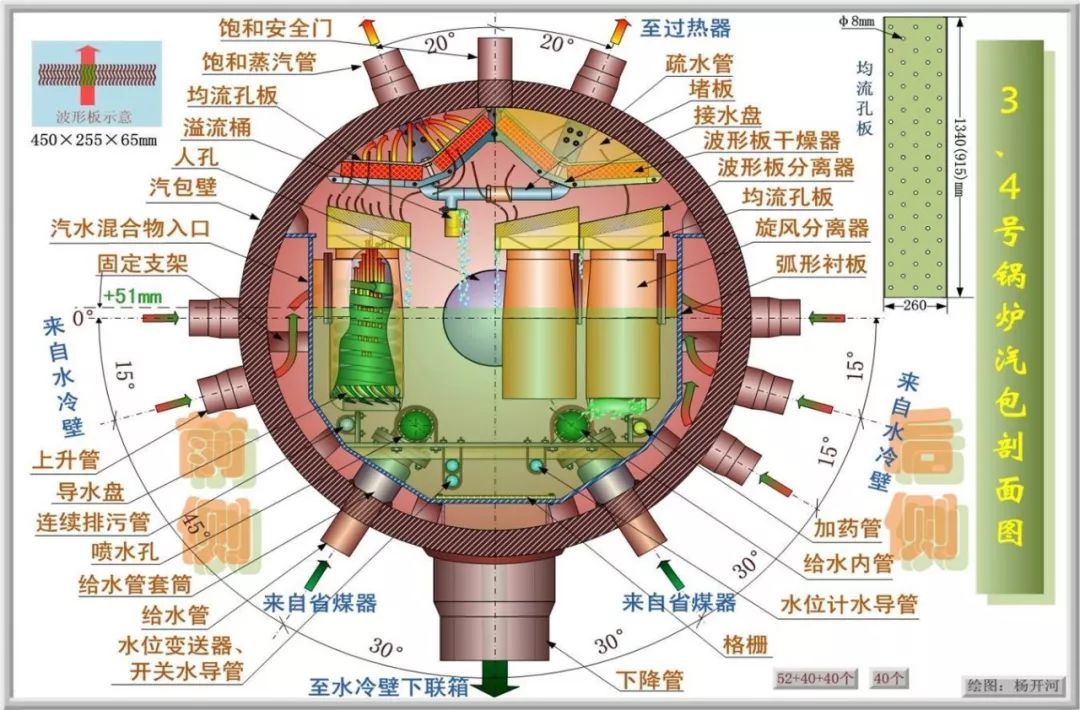 饱和安全门
20°
20°
至过热器
φ8mm
饱和蒸汽管
疏水管
均流孔板
堵板
接水盘
均流孔板
波形板示意
450×255×65mm
溢流桶
波形板干燥器
人孔
波形板分离器
1340(915)mm
汽包壁
均流孔板
汽水混合物入口
旋风分离器
固定支架
弧形衬板
+51mm
0°
260
来自水冷壁
15°
15°
来自水冷壁
15°
前侧
后侧
上升管
导水盘
连续排污管
45°
加药管
喷水孔
给水内管
30°
给水管套筒
来自省煤器
来自省煤器
水位计水导管
给水管
30°
30°
格栅
水位变送器、
开关水导管
至水冷壁下联箱
下降管
52+40+40个
40个
绘图：杨开河
3、4号锅炉汽包剖面图